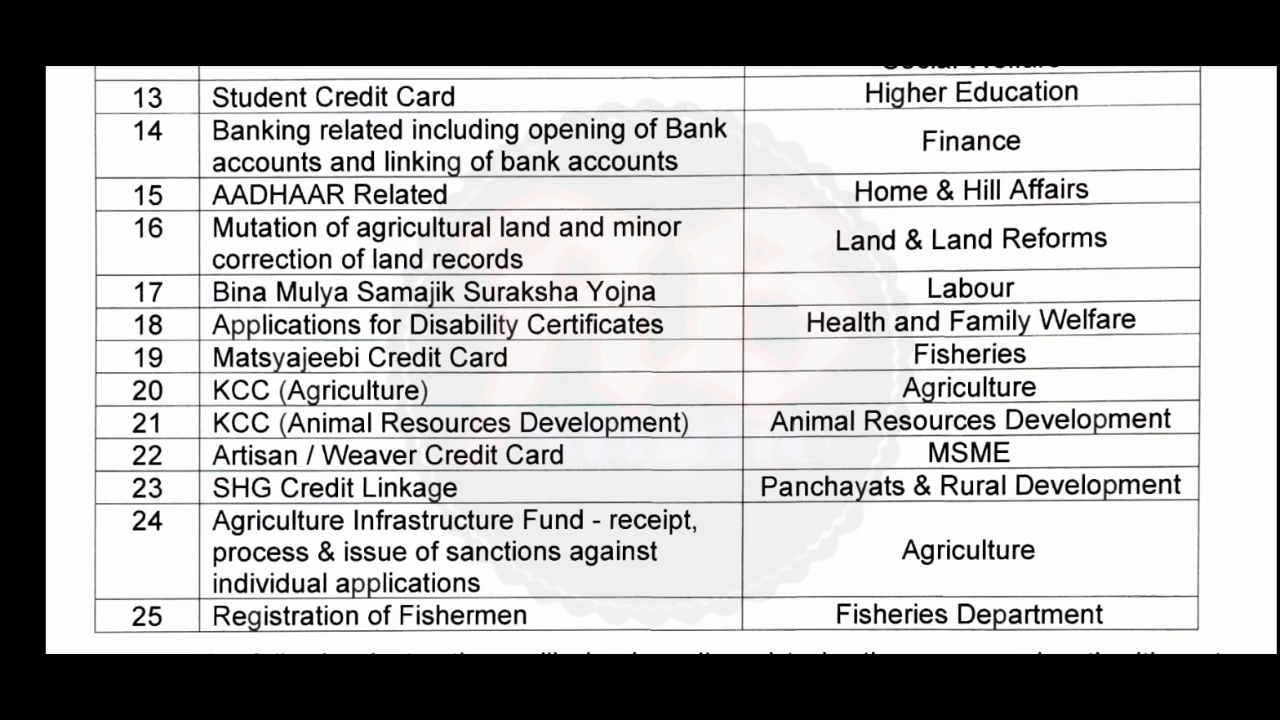 Social Welfare
13 Student Credit Card Higher Education
14 Banking related including opening of Bank
accounts and linking of bank accounts Finance
15 AADHAAR Related Home & Hill Affairs
16 Mutation of agricultural land and minor
correction of land records Land & Land Reforms
17 Bina Mulya Samajik Suraksha Yojna Labour
18 Applications for Disability Certificates Health and Family Welfare
19 Matsyajeebi Credit Card Fisheries
20 KCC (Agriculture) Agriculture
21 KCC (Animal Resources Development) Animal Resources Development
22 Artisan / Weaver Credit Card MSME
23 SHG Credit Linkage Panchayats & Rural Development
24 Agriculture Infrastructure Fund - receipt,
process & issue of sanctions against Agriculture
individual applications
25 Registration of Fishermen Fisheries Department